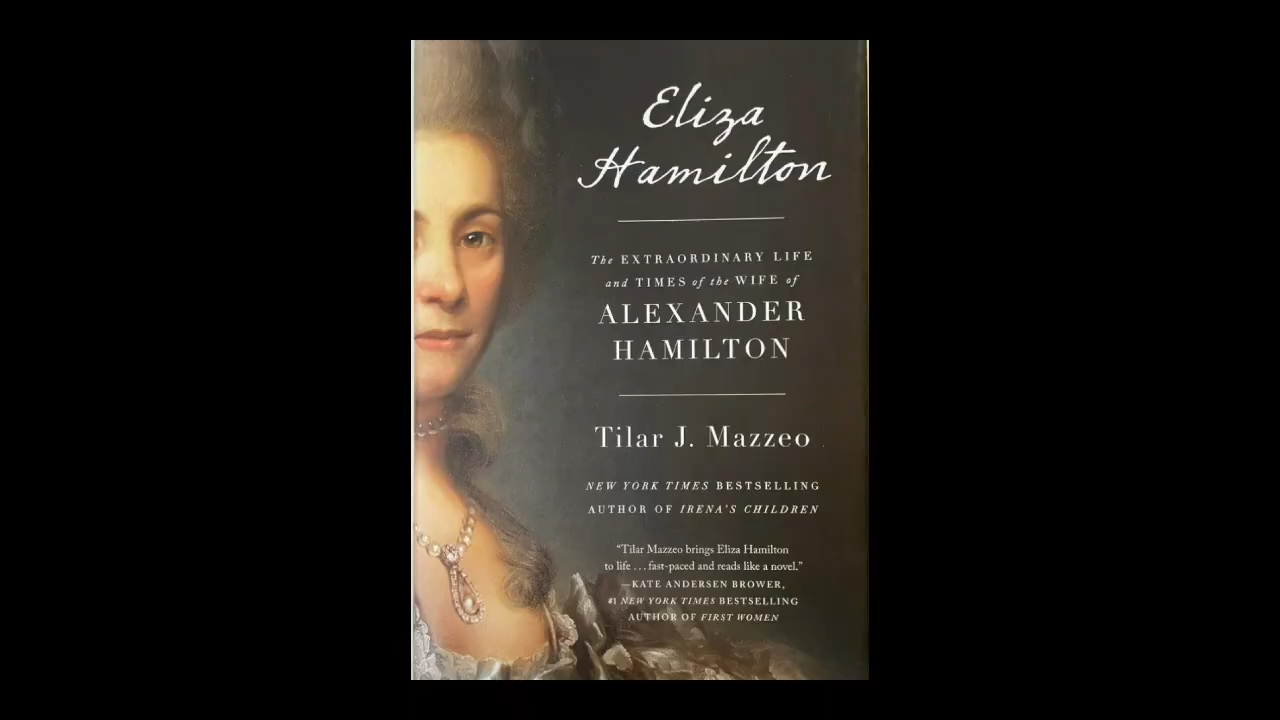 Eliza
Hamilton
The EXTRAORDINARY LIFE
and TIMES of the WIFE of
ALEXANDER
HAMILTON
Tilar J. Mazzeo
NEW YORK TIMES BESTSELLING
AUTHOR OF IRENA'S CHILDREN
“Tilar Mazzeo brings Eliza Hamilton
to life . . . fast-paced and reads like a novel.”
—KATE ANDERSEN BROWER,
#1 NEW YORK TIMES BESTSELLING
AUTHOR OF FIRST WOMEN